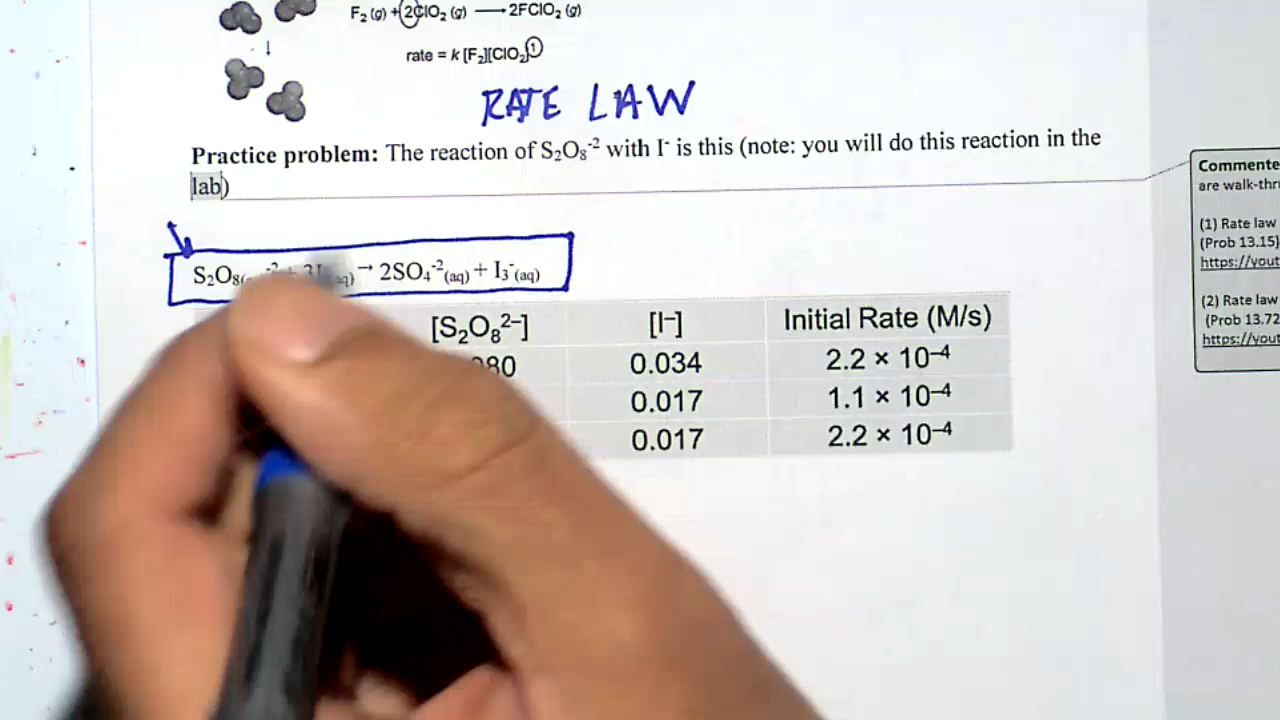 F₂ (g) + 2ClO₂ (g) ⟶ 2FClO₂ (g)
↓
rate = k [F₂][ClO₂]¹
RATE LAW
Practice problem: The reaction of S₂O₈⁻² with I⁻ is this (note: you will do this reaction in the
lab)
S₂O₈ ⁻² + 3I → 2SO₄⁻²(aq) + I₃⁻(aq)
[S₂O₈²⁻] [I⁻] Initial Rate (M/s)
80 0.034 2.2 × 10⁻⁴
0.017 1.1 × 10⁻⁴
0.017 2.2 × 10⁻⁴
Commente
are walk-thr
(1) Rate law
(Prob 13.15)
https://yout
(2) Rate law
(Prob 13.72
https://yout